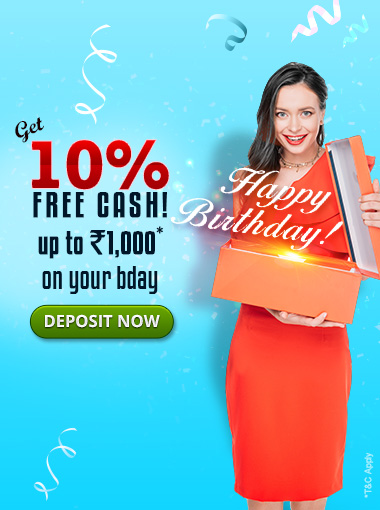 Get
10%
FREE CASH!
up to ₹1,000*
on your bday
DEPOSIT NOW
Happy
Birthday!
*T&C Apply